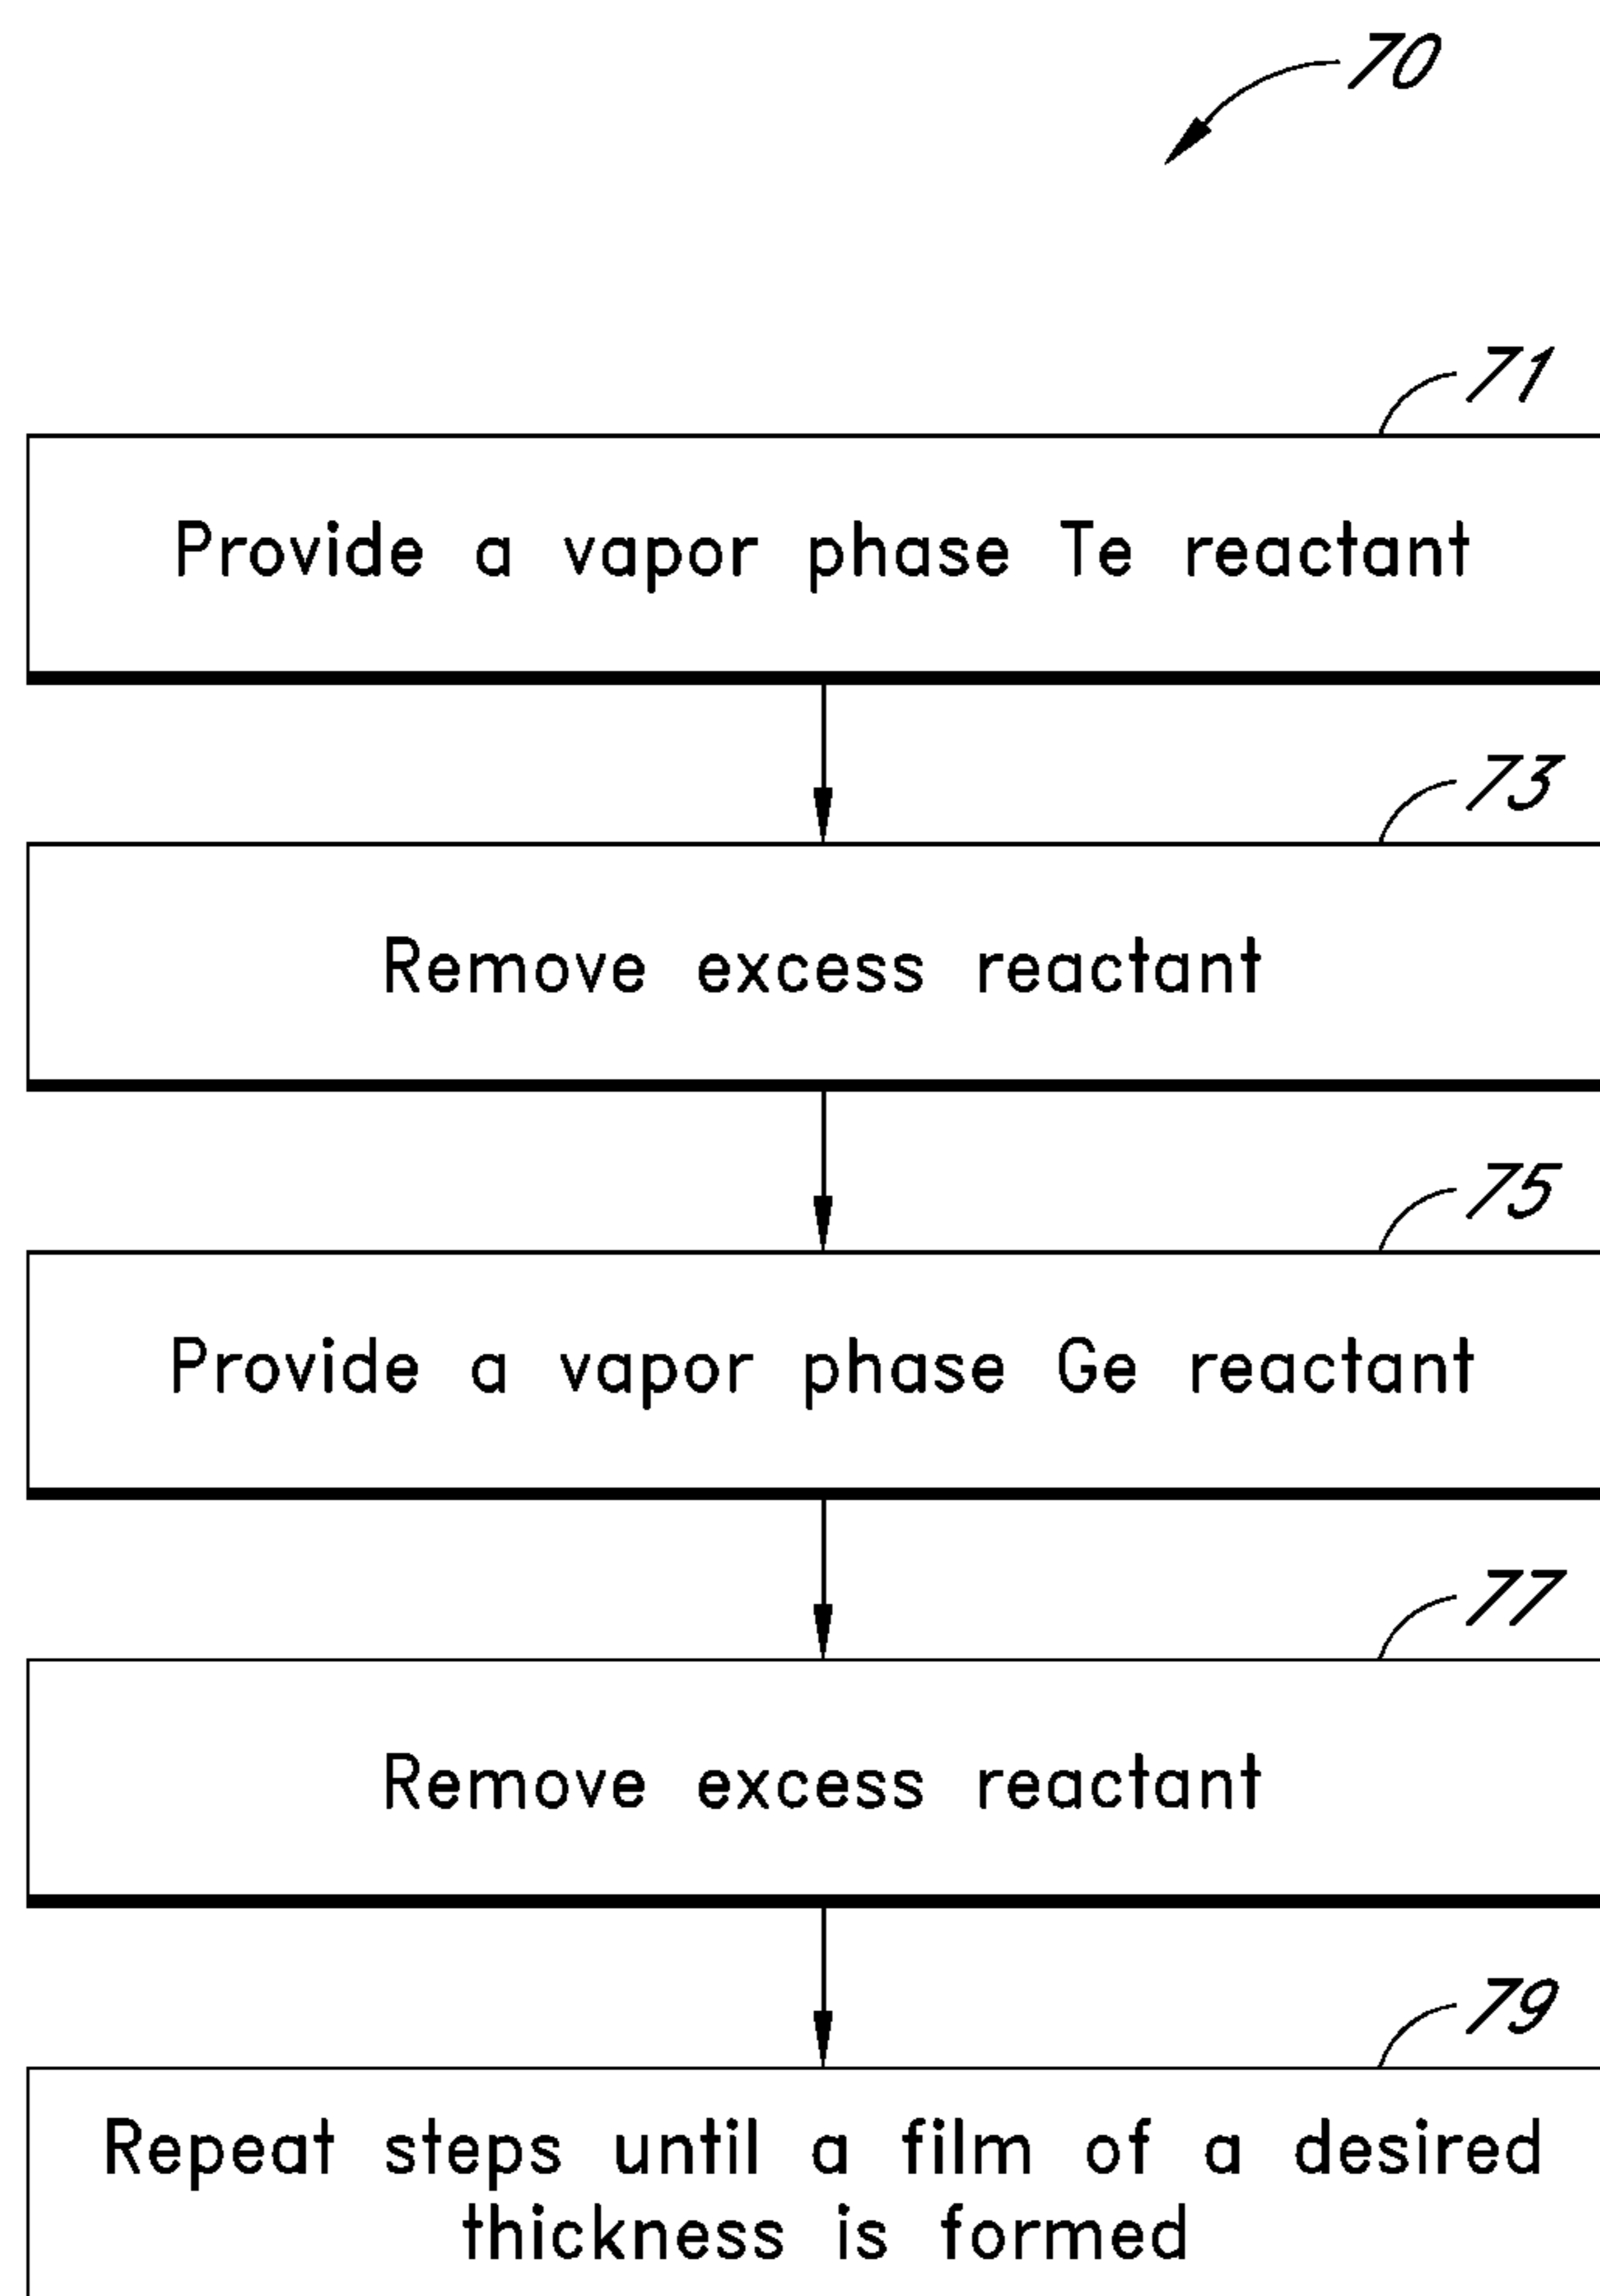 70
71
Provide a vapor phase Te reactant
73
Remove excess reactant
75
Provide a vapor phase Ge reactant
77
Remove excess reactant
79
Repeat steps until a film of a desired
thickness is formed